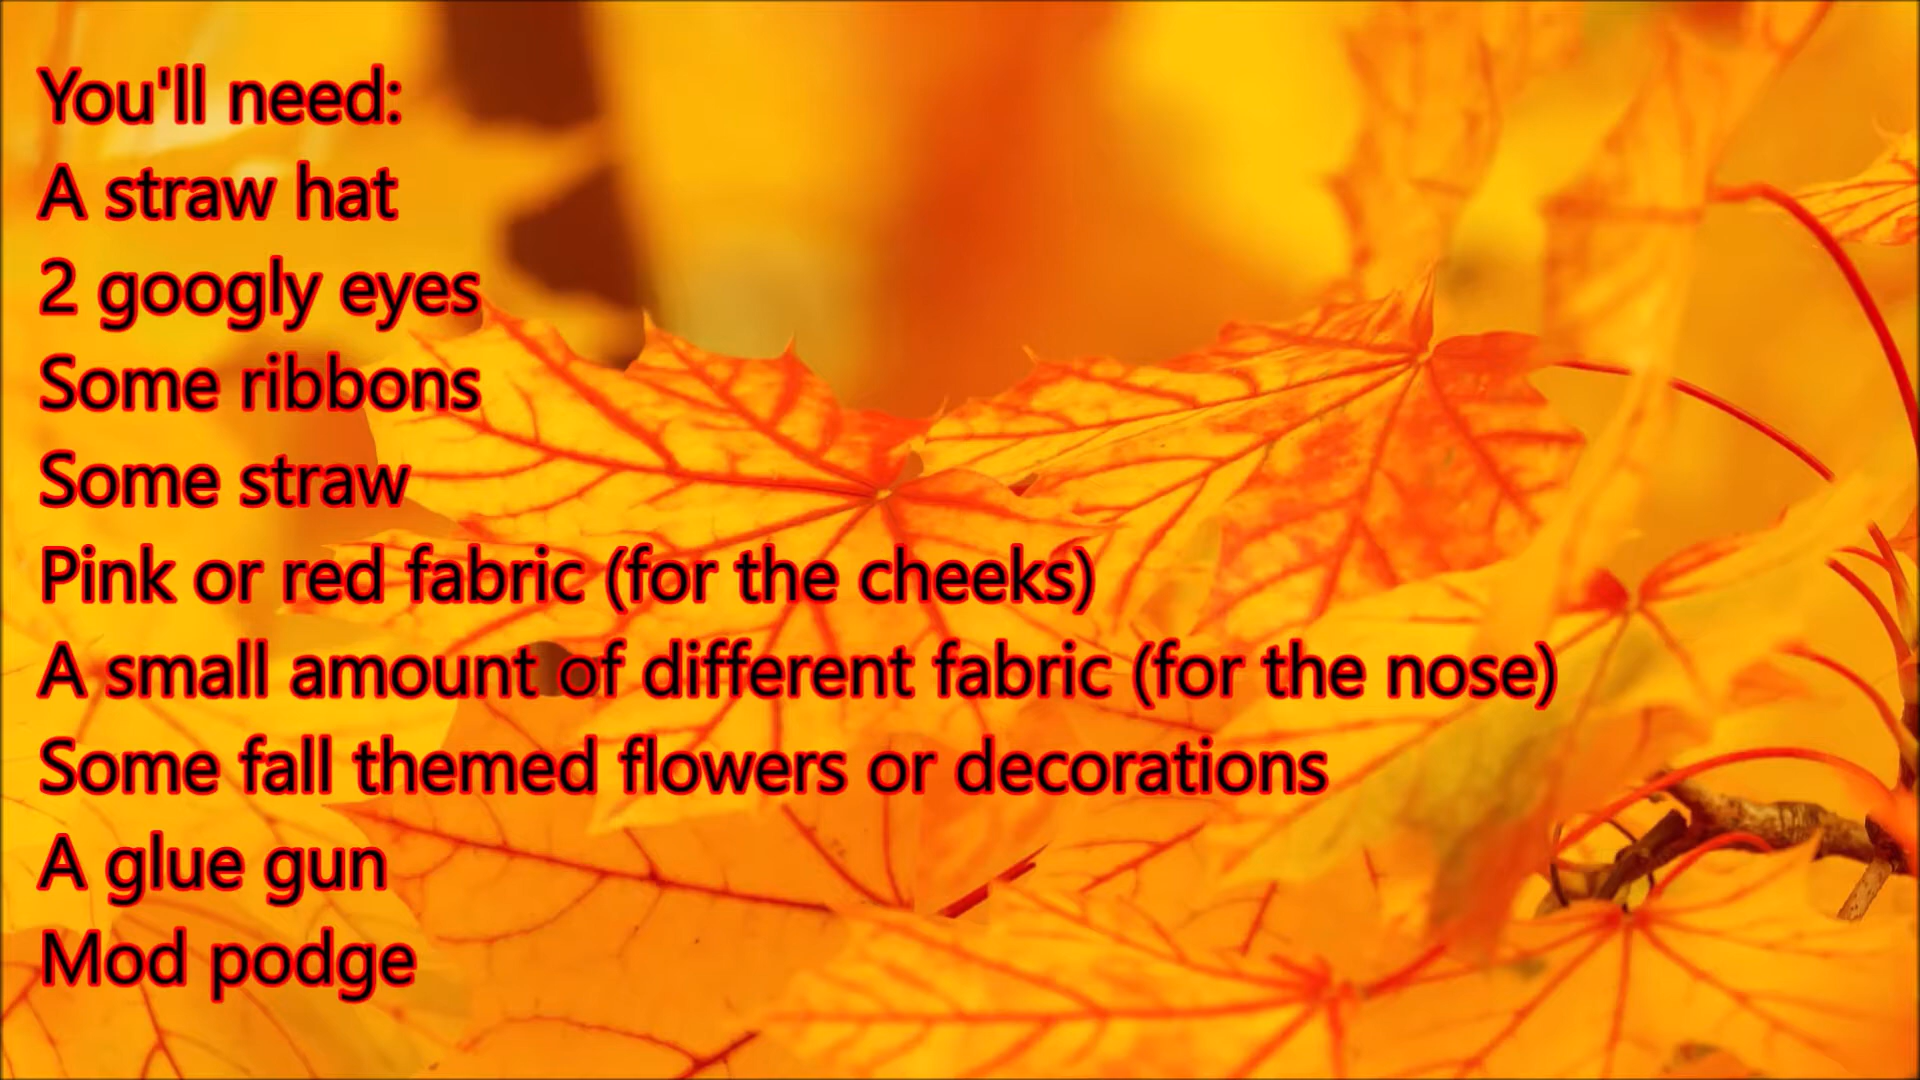 You'll need:
A straw hat
2 googly eyes
Some ribbons
Some straw
Pink or red fabric (for the cheeks)
A small amount of different fabric (for the nose)
Some fall themed flowers or decorations
A glue gun
Mod podge